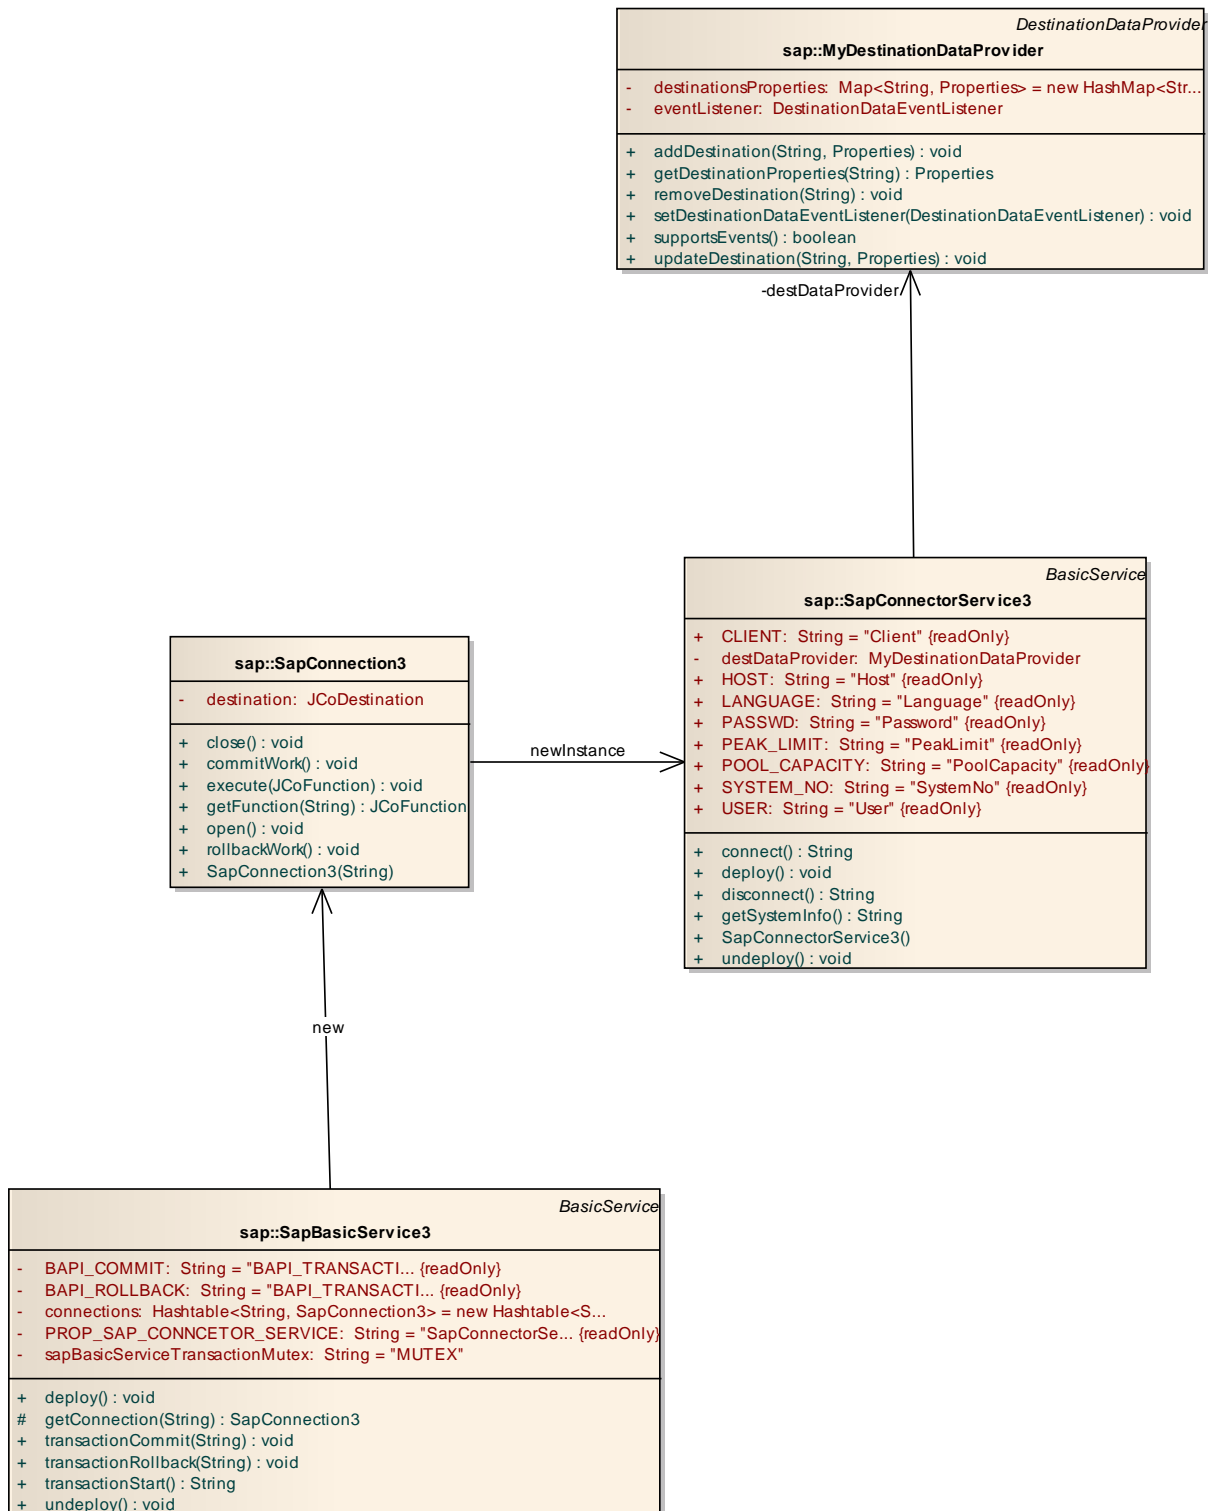 DestinationDataProvider
sap::MyDestinationDataProvider
- destinationsProperties: Map<String, Properties> = new HashMap<Str...
- eventListener: DestinationDataEventListener
+ addDestination(String, Properties) : void
+ getDestinationProperties(String) : Properties
+ removeDestination(String) : void
+ setDestinationDataEventListener(DestinationDataEventListener) : void
+ supportsEvents() : boolean
+ updateDestination(String, Properties) : void
-destDataProvider
BasicService
sap::SapConnectorService3
+ CLIENT: String = "Client" {readOnly}
- destDataProvider: MyDestinationDataProvider
+ HOST: String = "Host" {readOnly}
+ LANGUAGE: String = "Language" {readOnly}
+ PASSWD: String = "Password" {readOnly}
+ PEAK_LIMIT: String = "PeakLimit" {readOnly}
+ POOL_CAPACITY: String = "PoolCapacity" {readOnly}
+ SYSTEM_NO: String = "SystemNo" {readOnly}
+ USER: String = "User" {readOnly}
+ connect() : String
+ deploy() : void
+ disconnect() : String
+ getSystemInfo() : String
+ SapConnectorService3()
+ undeploy() : void
sap::SapConnection3
- destination: JCoDestination
+ close() : void
+ commitWork() : void
+ execute(JCoFunction) : void
+ getFunction(String) : JCoFunction
+ open() : void
+ rollbackWork() : void
+ SapConnection3(String)
newInstance
new
BasicService
sap::SapBasicService3
- BAPI_COMMIT: String = "BAPI_TRANSACTI... {readOnly}
- BAPI_ROLLBACK: String = "BAPI_TRANSACTI... {readOnly}
- connections: Hashtable<String, SapConnection3> = new Hashtable<S...
- PROP_SAP_CONNCETOR_SERVICE: String = "SapConnectorSe... {readOnly}
- sapBasicServiceTransactionMutex: String = "MUTEX"
+ deploy() : void
# getConnection(String) : SapConnection3
+ transactionCommit(String) : void
+ transactionRollback(String) : void
+ transactionStart() : String
+ undeploy() : void